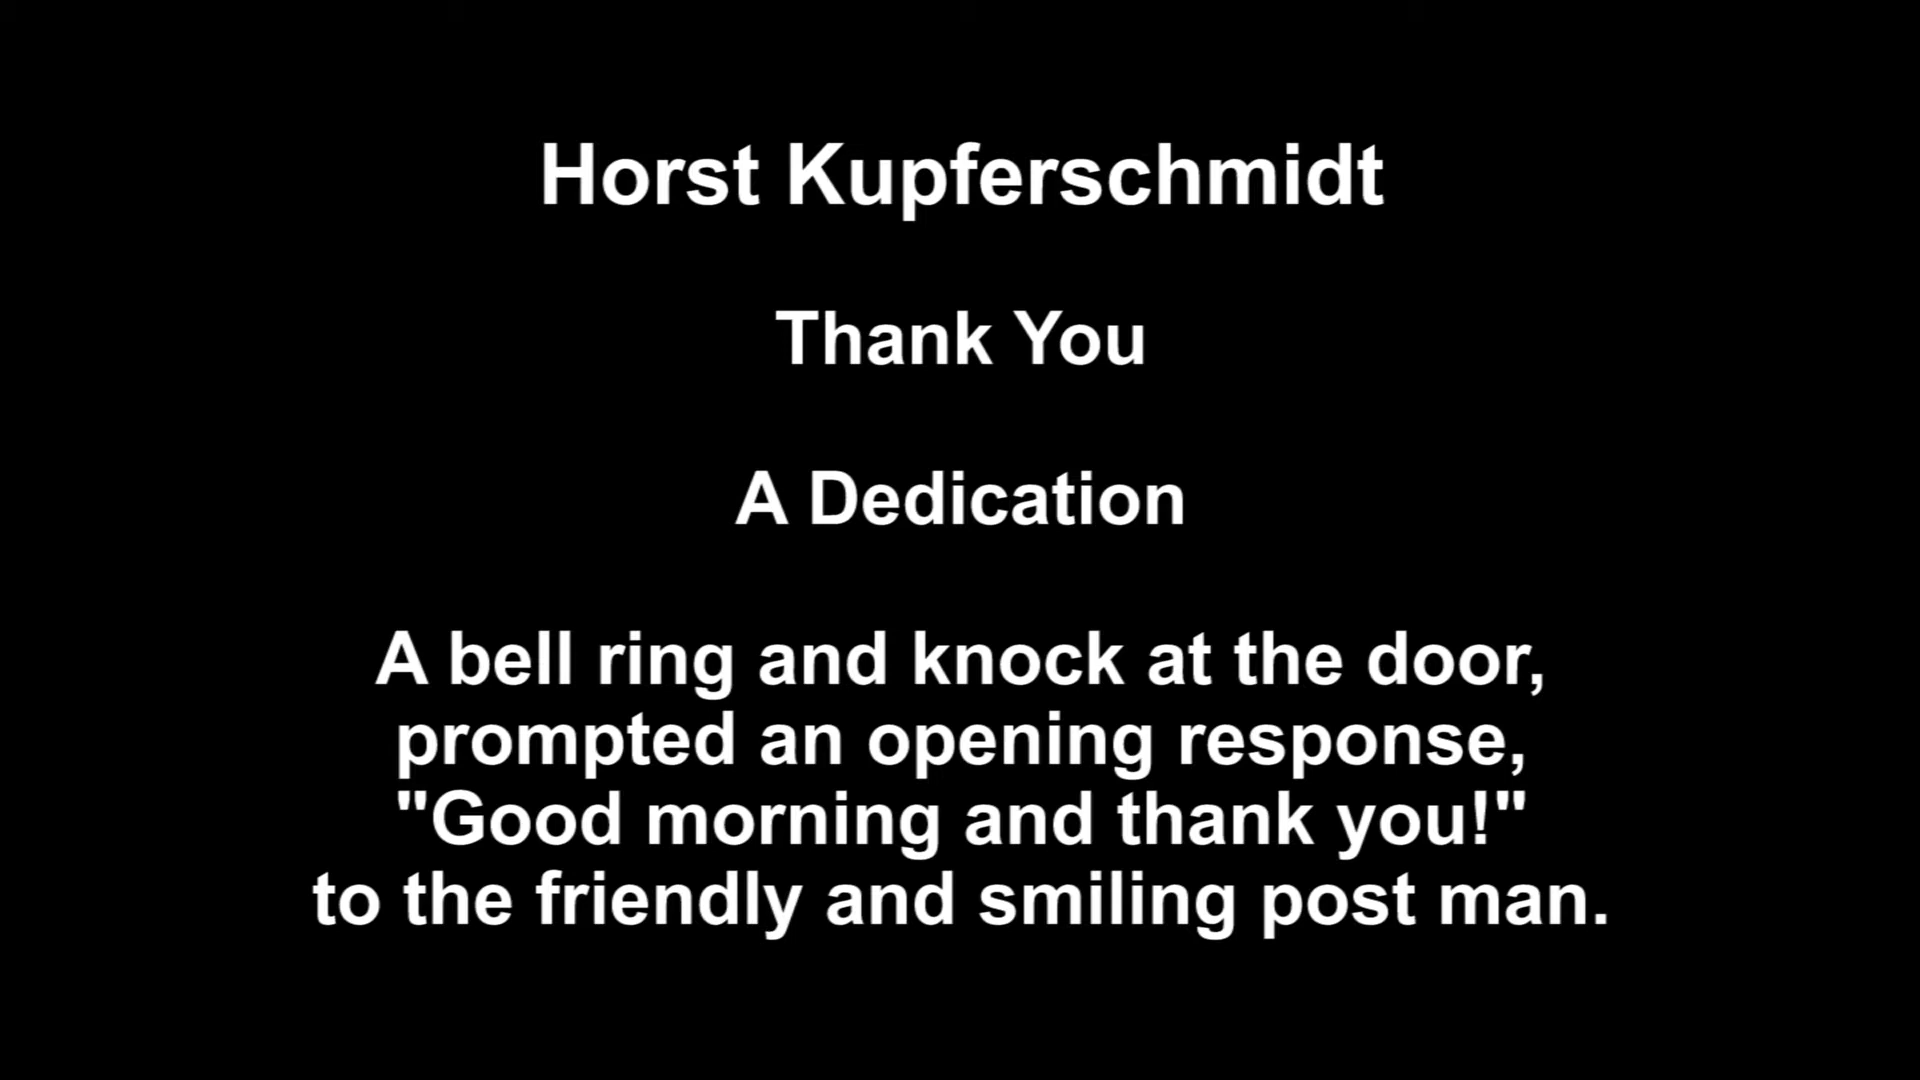 Horst Kupferschmidt
Thank You
A Dedication
A bell ring and knock at the door,
prompted an opening response,
"Good morning and thank you!"
to the friendly and smiling post man.